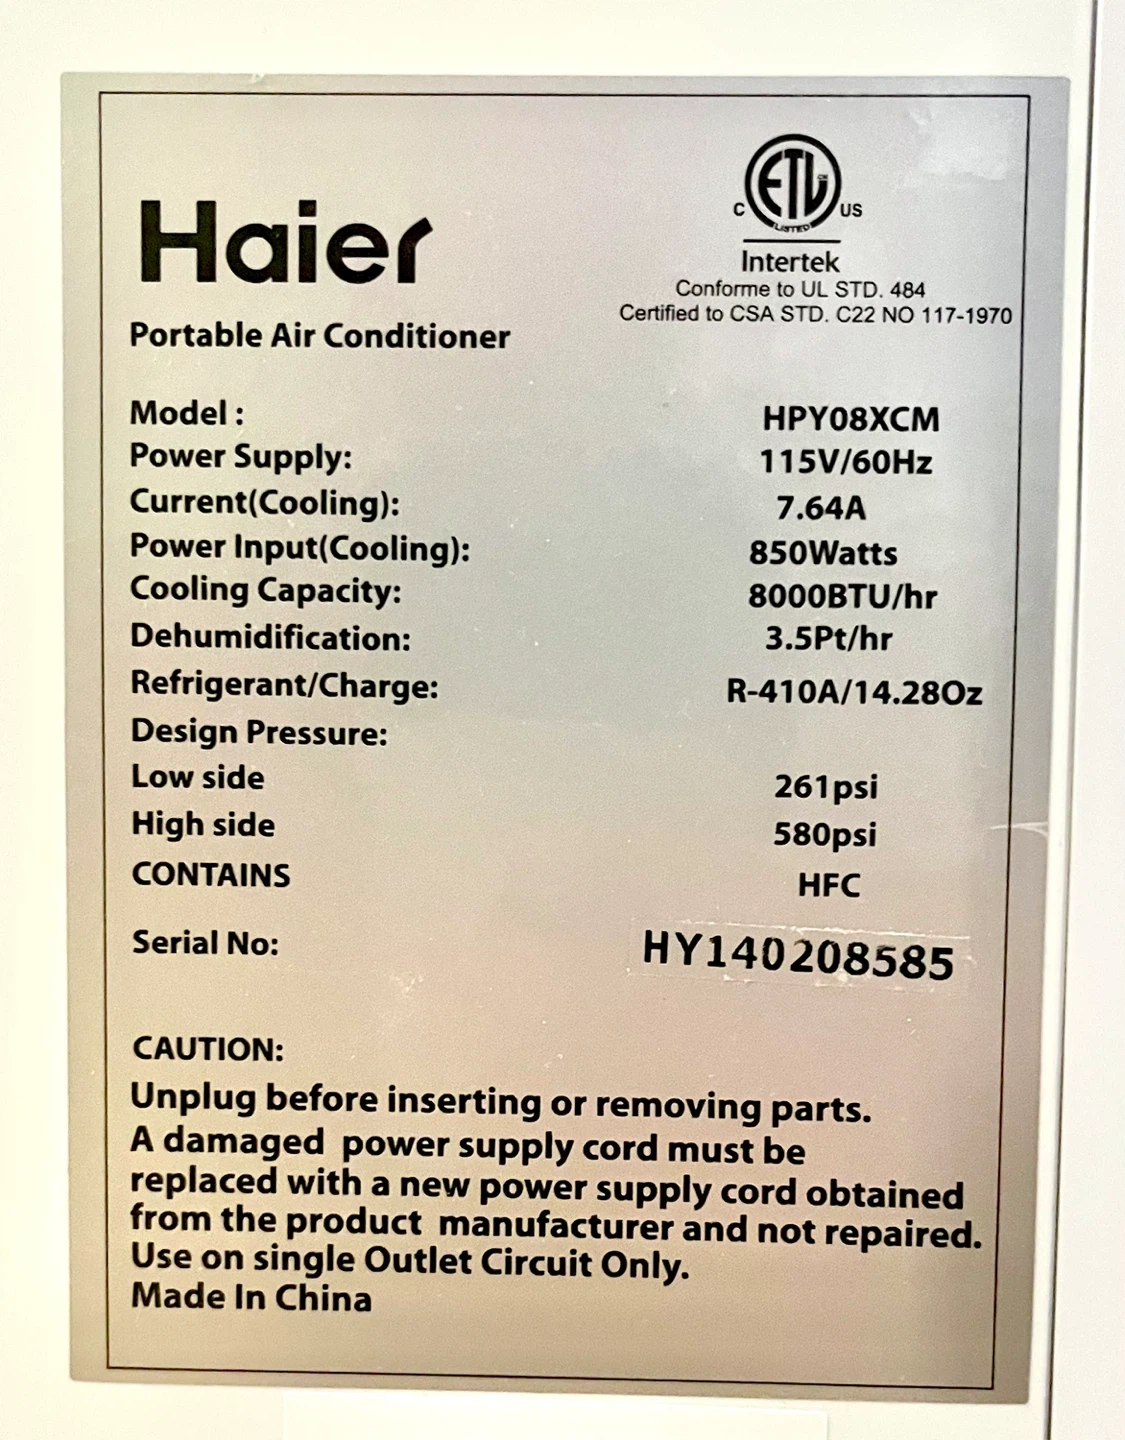 Haier
C ETL CM US
LISTED
Intertek
Conforme to UL STD. 484
Certified to CSA STD. C22 NO 117-1970
Portable Air Conditioner
Model : HPY08XCM
Power Supply: 115V/60Hz
Current(Cooling): 7.64A
Power Input(Cooling): 850Watts
Cooling Capacity: 8000BTU/hr
Dehumidification: 3.5Pt/hr
Refrigerant/Charge: R-410A/14.28Oz
Design Pressure:
Low side 261psi
High side 580psi
CONTAINS HFC
Serial No: HY140208585
CAUTION:
Unplug before inserting or removing parts.
A damaged power supply cord must be
replaced with a new power supply cord obtained
from the product manufacturer and not repaired.
Use on single Outlet Circuit Only.
Made In China